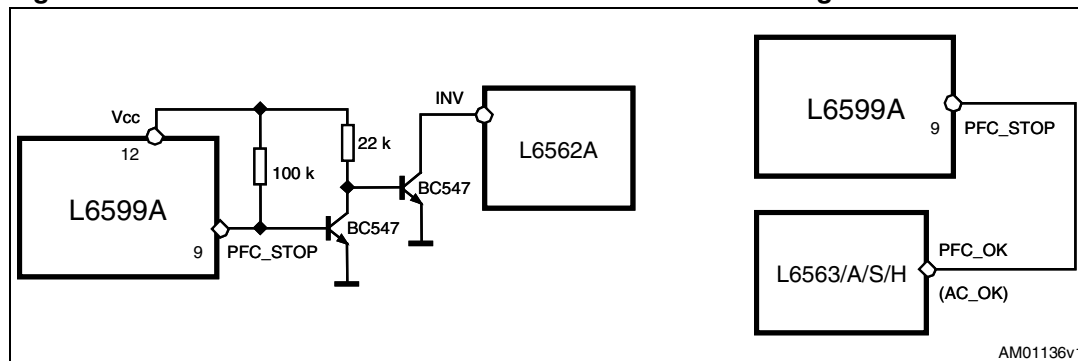 Vcc
12
100 k
22 k
L6599A
9
PFC_STOP
BC547
BC547
INV
L6562A
L6599A
9
PFC_STOP
L6563/A/S/H
PFC_OK
(AC_OK)
AM01136v1